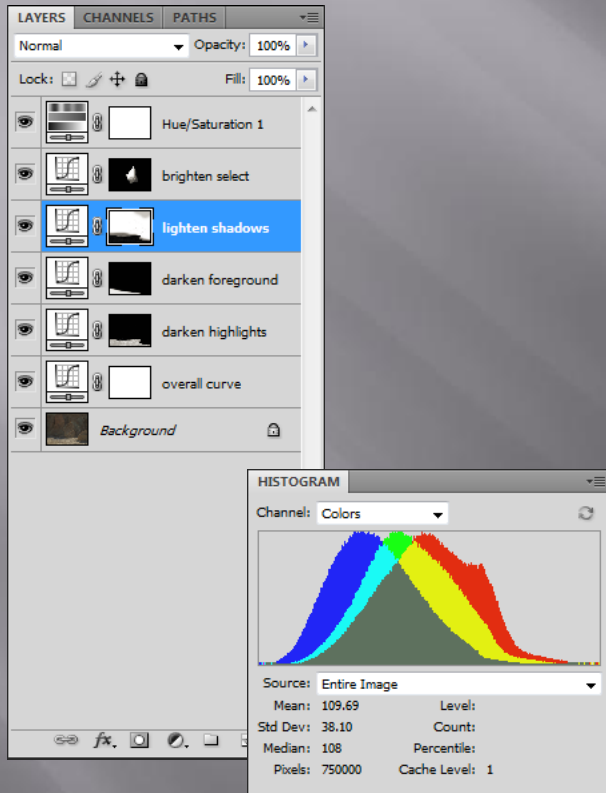 LAYERS CHANNELS PATHS
Normal Opacity: 100%
Lock: Fill: 100%
Hue/Saturation 1
brighten select
lighten shadows
darken foreground
darken highlights
overall curve
Background
fx.
HISTOGRAM
Channel: Colors
Source: Entire Image
Mean: 109.69 Level:
Std Dev: 38.10 Count:
Median: 108 Percentile:
Pixels: 750000 Cache Level: 1